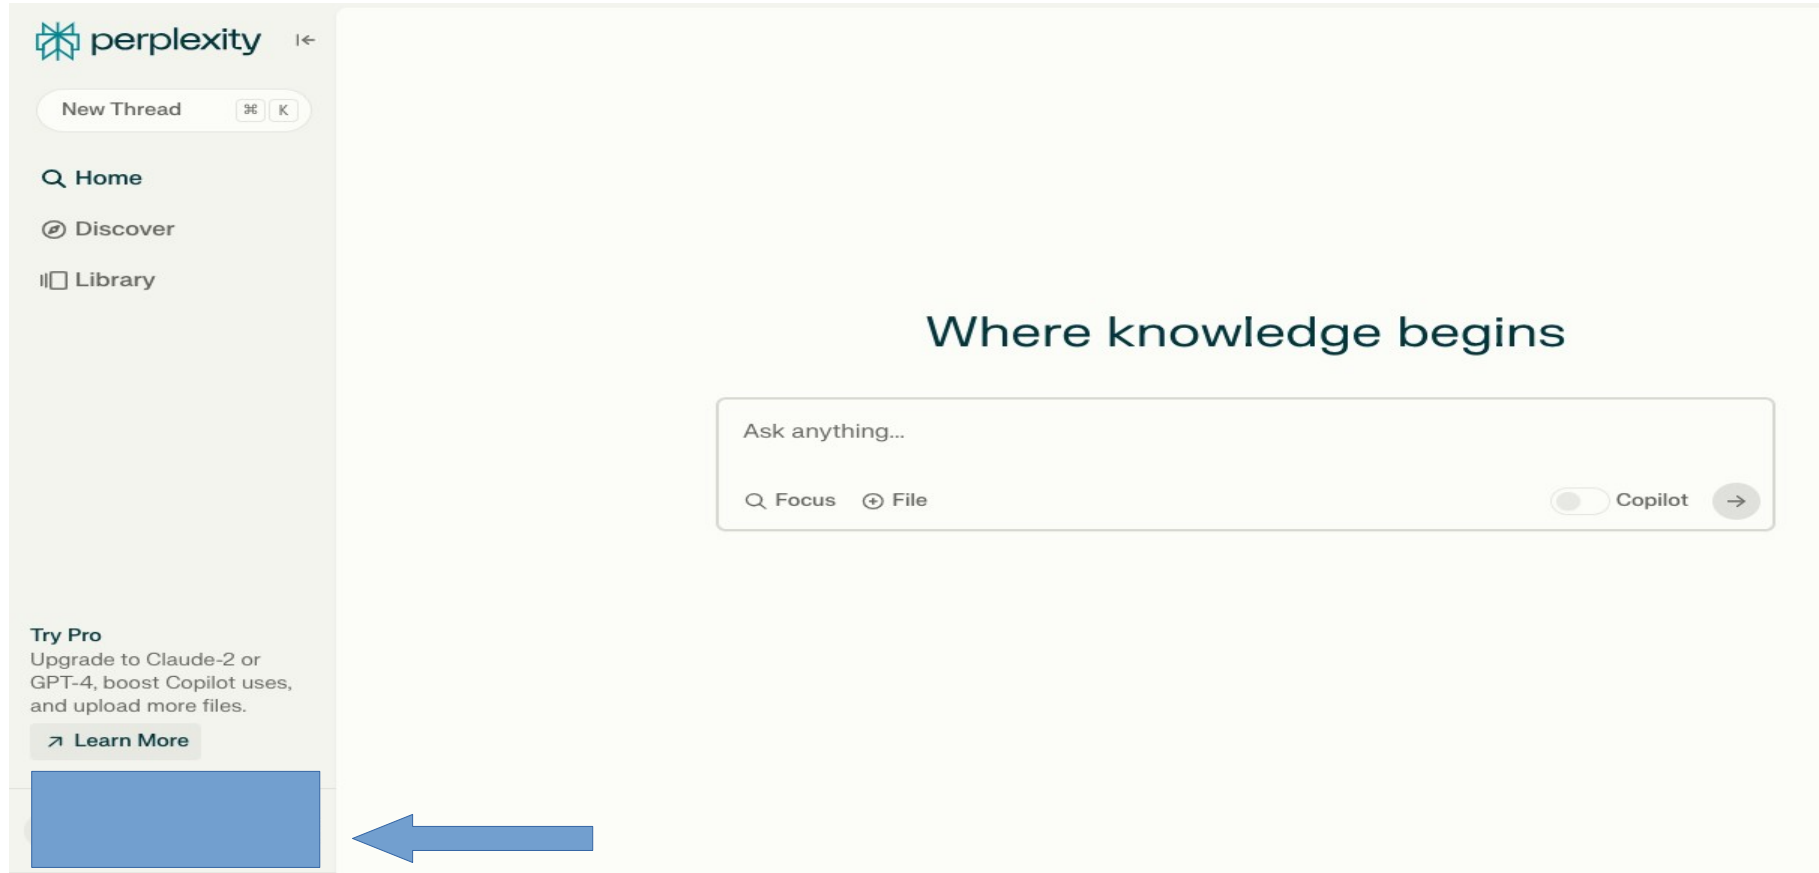 perplexity
New Thread ⌘ K
Home
Discover
Library
Where knowledge begins
Ask anything...
Focus File Copilot
Try Pro
Upgrade to Claude-2 or
GPT-4, boost Copilot uses,
and upload more files.
Learn More